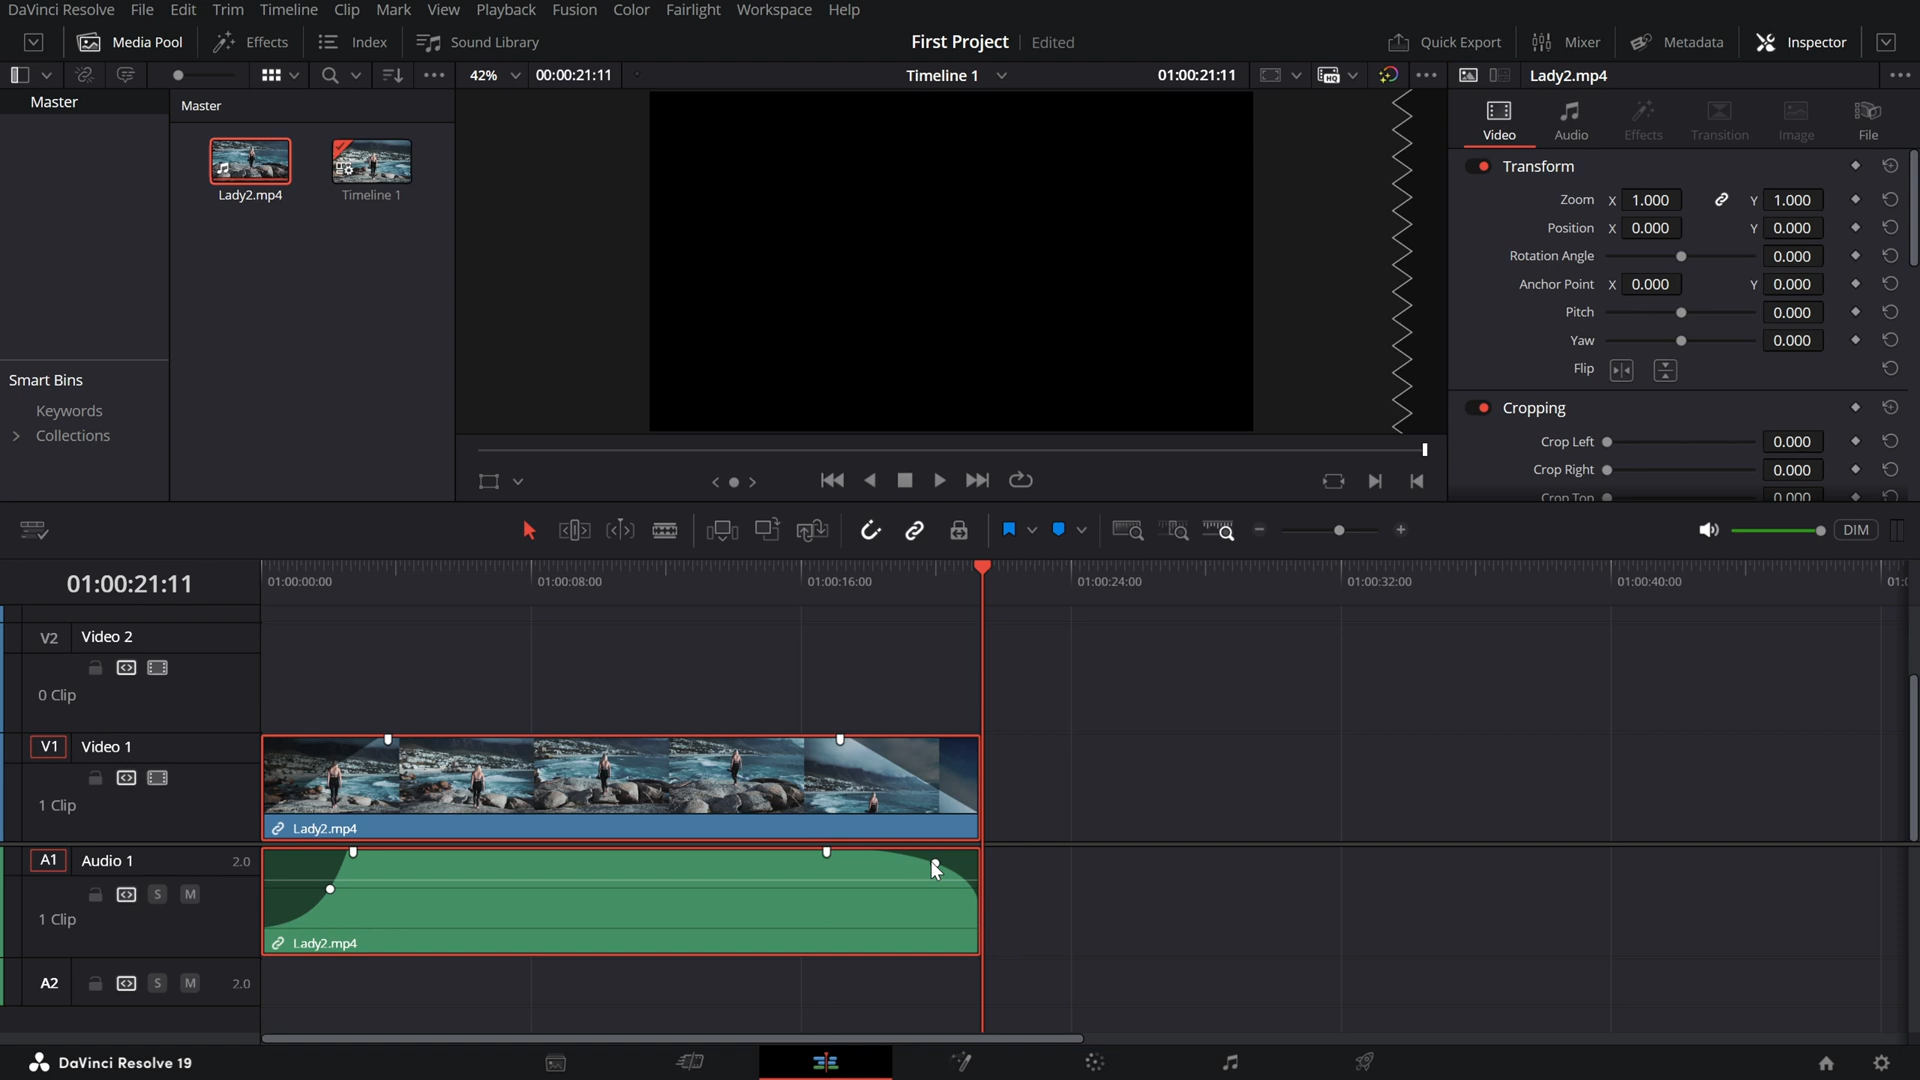 DaVinci Resolve File Edit Trim Timeline Clip Mark View Playback Fusion Color Fairlight Workspace Help
Media Pool Effects Index Sound Library First Project Edited Quick Export Mixer Metadata Inspector
42% 00:00:21:11 Timeline 1 01:00:21:11 HQ Lady2.mp4
Master
Master
Lady2.mp4 Timeline 1
Smart Bins
Keywords
Collections
Video Audio Effects Transition Image File
Transform
Zoom X 1.000 Y 1.000
Position X 0.000 Y 0.000
Rotation Angle 0.000
Anchor Point X 0.000 Y 0.000
Pitch 0.000
Yaw 0.000
Flip
Cropping
Crop Left 0.000
Crop Right 0.000
Crop Top 0.000
DIM
01:00:21:11 01:00:00:00 01:00:08:00 01:00:16:00 01:00:24:00 01:00:32:00 01:00:40:00
V2 Video 2
0 Clip
V1 Video 1
1 Clip
Lady2.mp4
A1 Audio 1 2.0
S M
1 Clip
Lady2.mp4
A2 S M 2.0
DaVinci Resolve 19